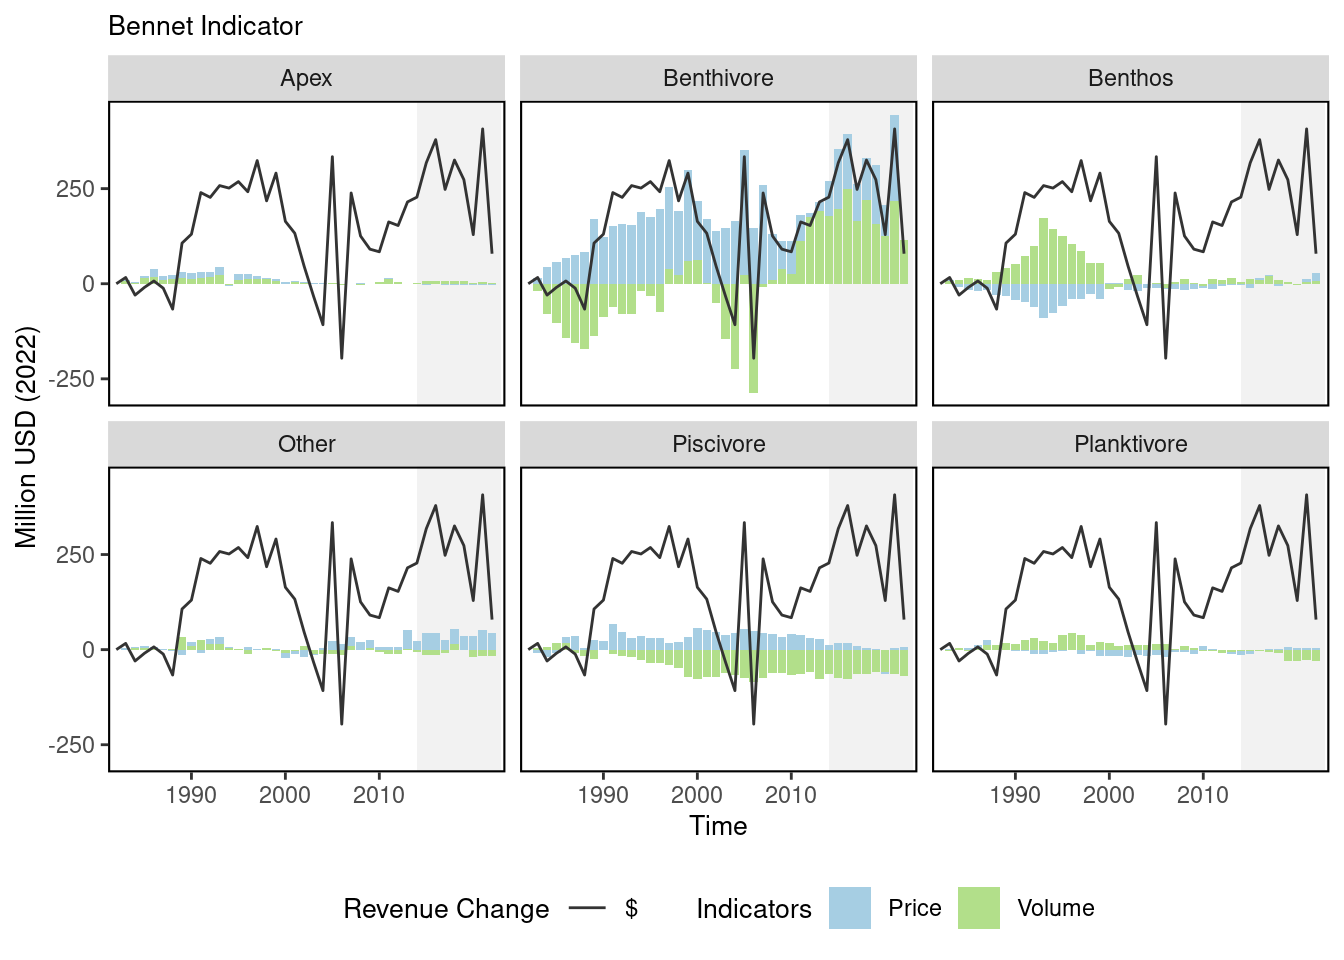 Bennet Indicator
Apex
Benthivore
Benthos
250
0
-250
Other
Piscivore
Planktivore
250
0
-250
Million USD (2022)
1990 2000 2010
1990 2000 2010
1990 2000 2010
Time
Revenue Change $ Indicators Price Volume